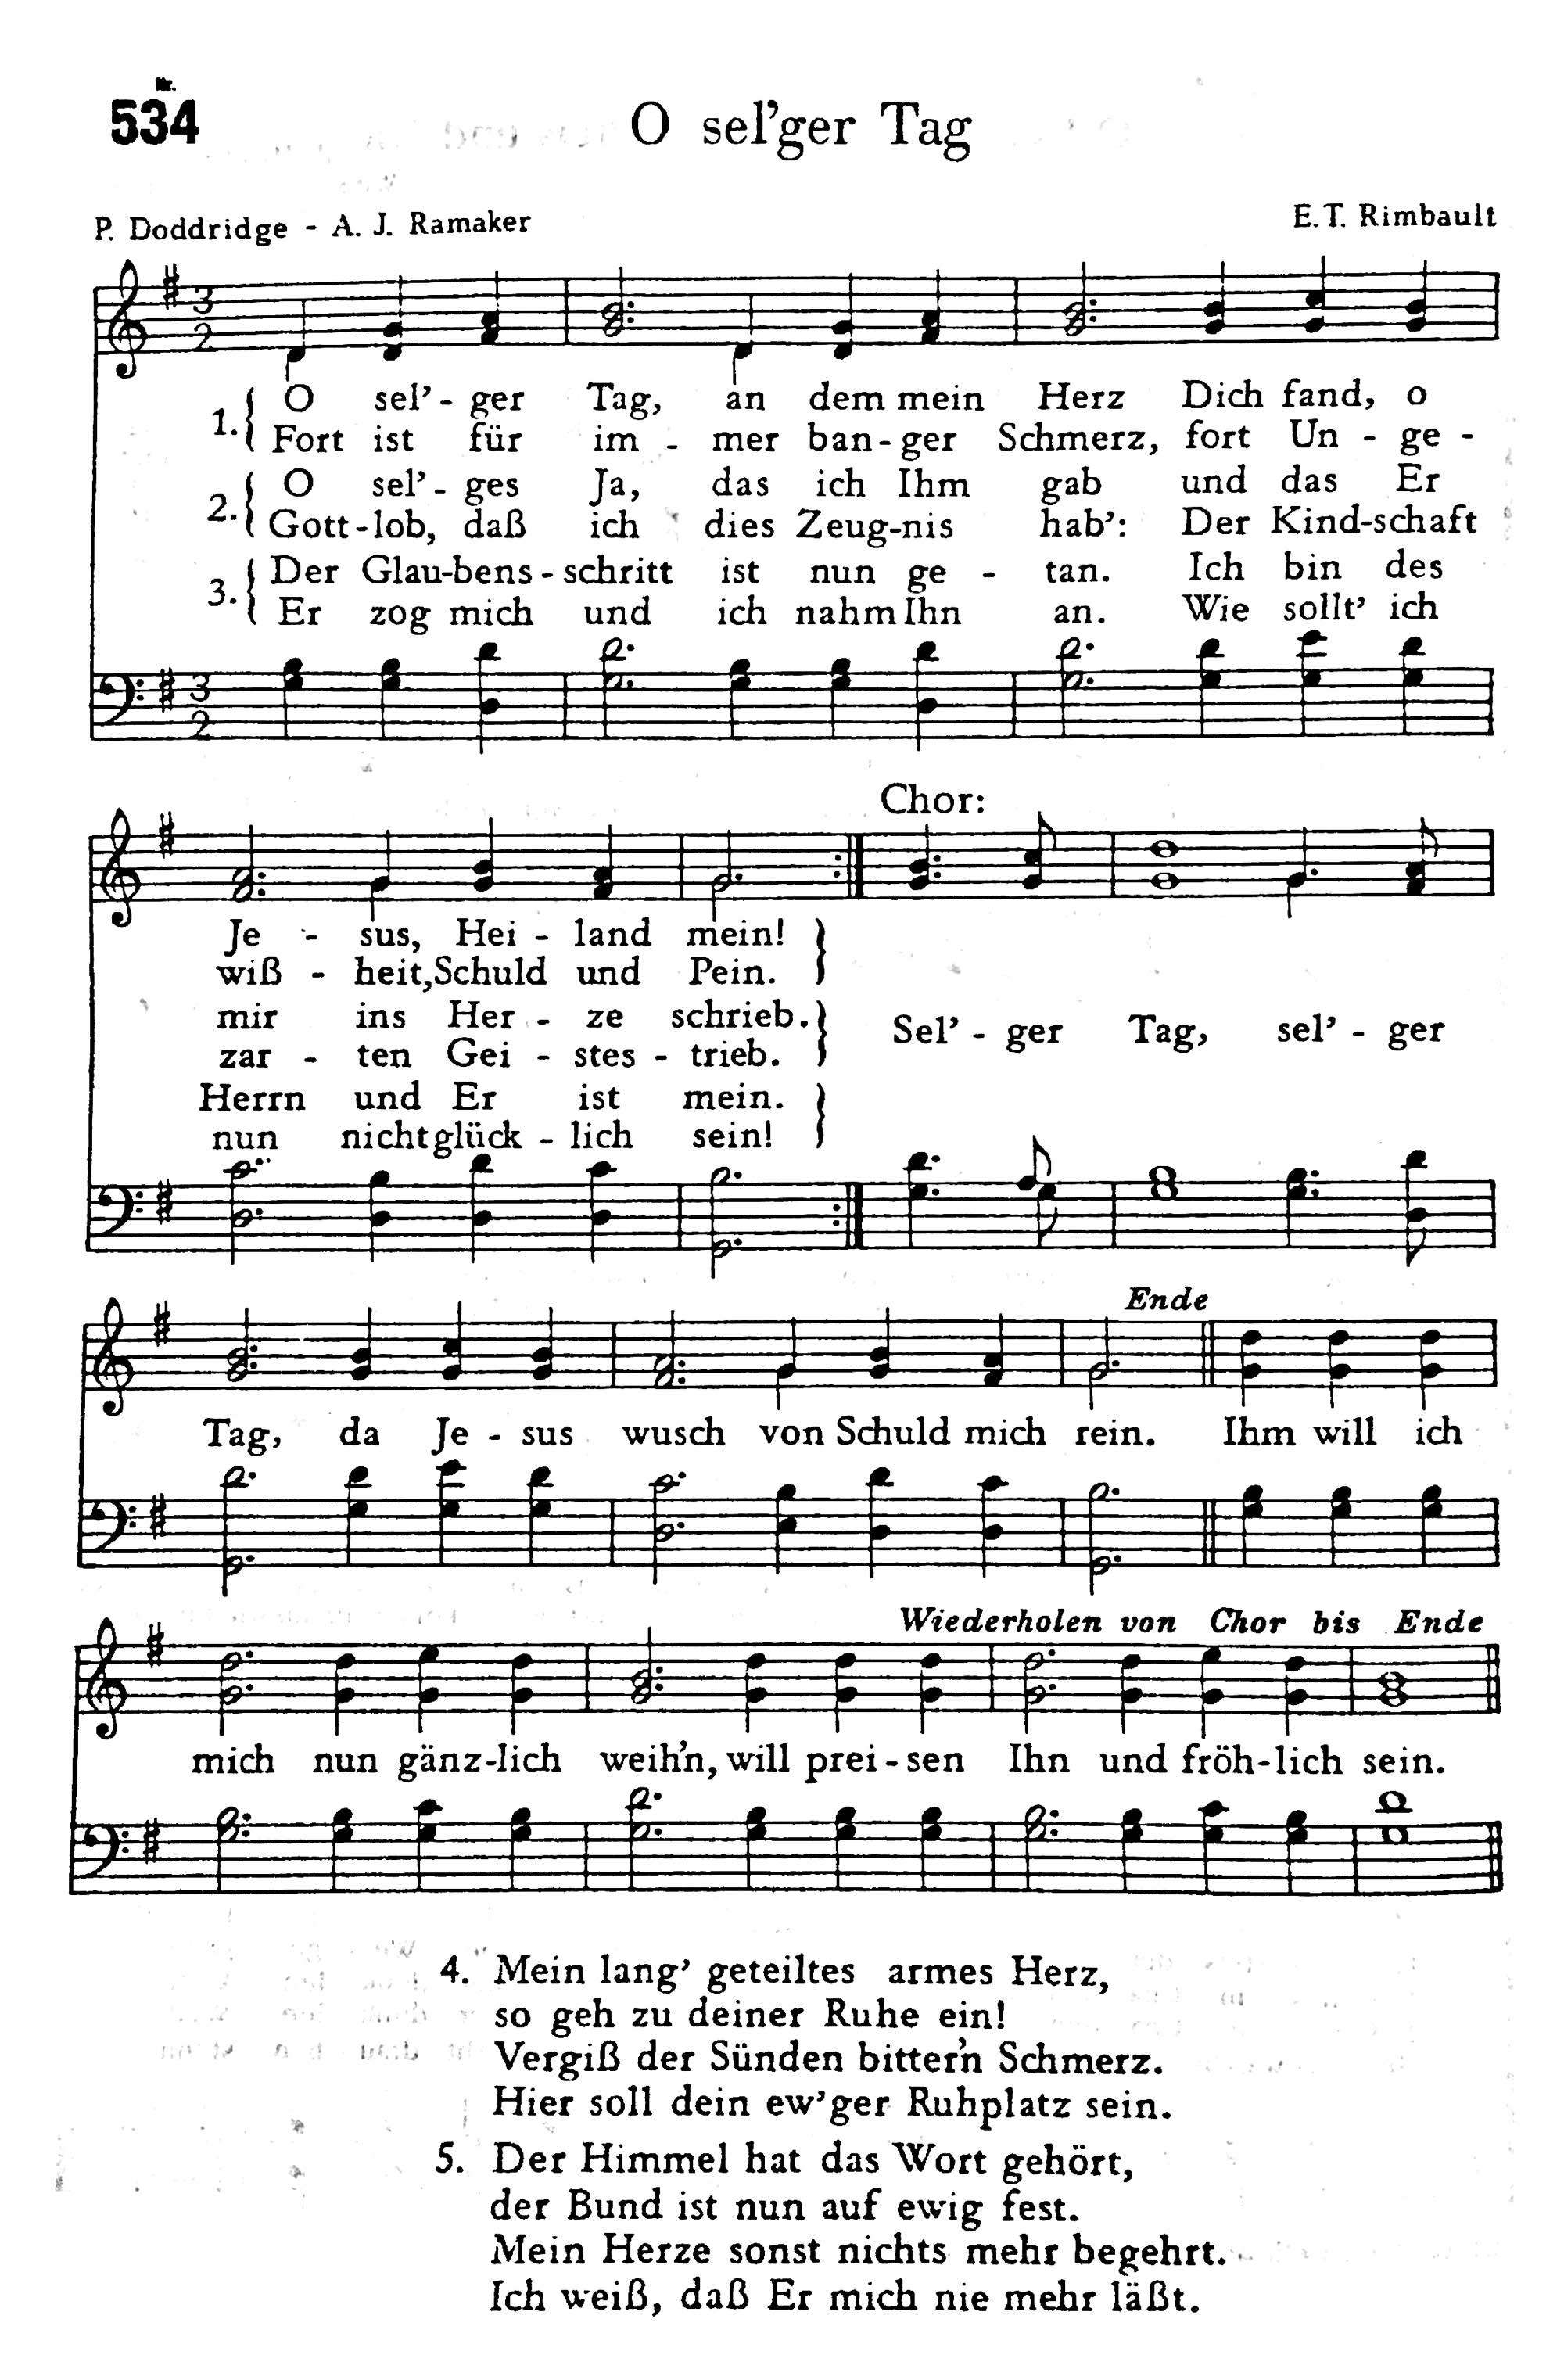 Nr.
534
O sel’ger Tag
P. Doddridge - A. J. Ramaker
E.T. Rimbault
3
2
1. { O sel’-ger Tag, an dem mein Herz Dich fand, o
Fort ist für im - mer ban-ger Schmerz, fort Un - ge -
2. { O sel’-ges Ja, das ich Ihm gab und das Er
Gott-lob, daß ich dies Zeug-nis hab’: Der Kind-schaft
3. { Der Glau-bens-schritt ist nun ge - tan. Ich bin des
Er zog mich und ich nahm Ihn an. Wie sollt’ ich
3
2
Chor:
Je - sus, Hei - land mein! }
wiß - heit, Schuld und Pein.
mir ins Her - ze schrieb. }
zar - ten Gei - stes - trieb.
Herrn und Er ist mein. }
nun nicht glück - lich sein!
Sel’ - ger Tag, sel’ - ger
Ende
Tag, da Je - sus wusch von Schuld mich rein. Ihm will ich
Wiederholen von Chor bis Ende
mich nun gänz-lich weih’n, will prei-sen Ihn und fröh-lich sein.
4. Mein lang’ geteiltes armes Herz,
so geh zu deiner Ruhe ein!
Vergiß der Sünden bitter’n Schmerz.
Hier soll dein ew’ger Ruhplatz sein.
5. Der Himmel hat das Wort gehört,
der Bund ist nun auf ewig fest.
Mein Herze sonst nichts mehr begehrt.
Ich weiß, daß Er mich nie mehr läßt.